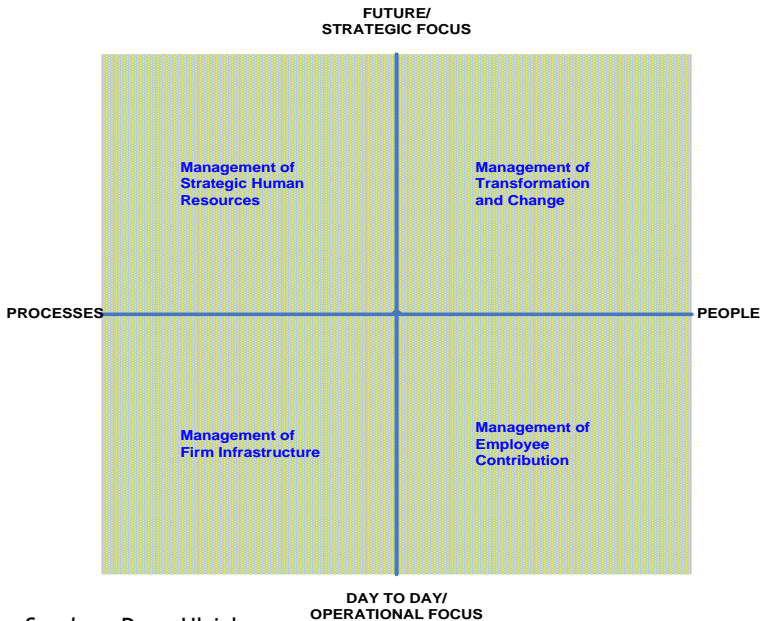 FUTURE/
STRATEGIC FOCUS
Management of
Strategic Human
Resources
Management of
Transformation
and Change
PROCESSES
PEOPLE
Management of
Firm Infrastructure
Management of
Employee
Contribution
DAY TO DAY/
OPERATIONAL FOCUS